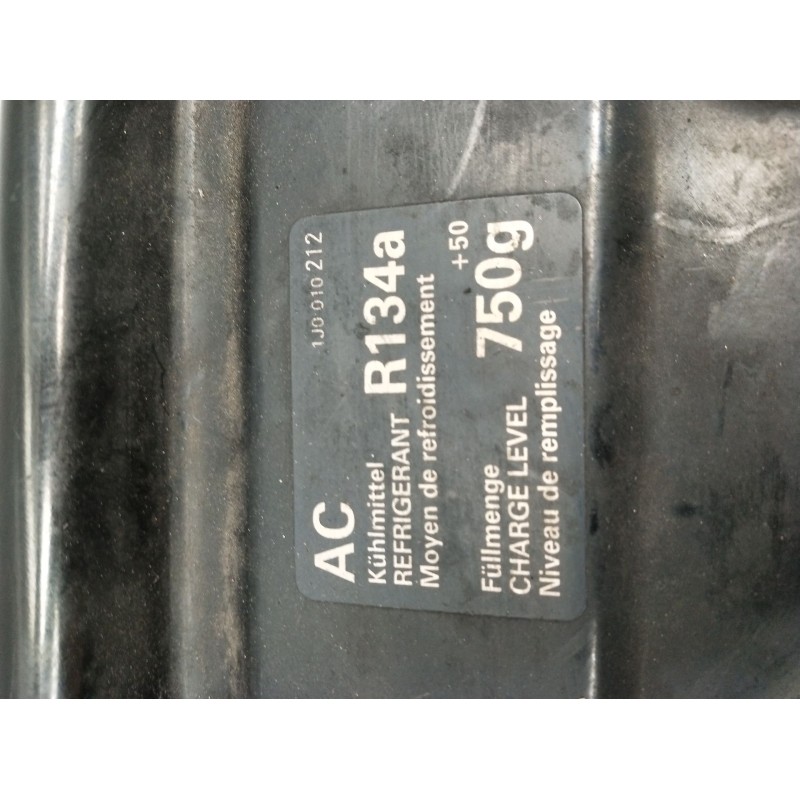 1J0 010 212
AC
Kühlmittel
REFRIGERANT R134a
Moyen de refroidissement
+50
Füllmenge
CHARGE LEVEL 750g
Niveau de remplissage